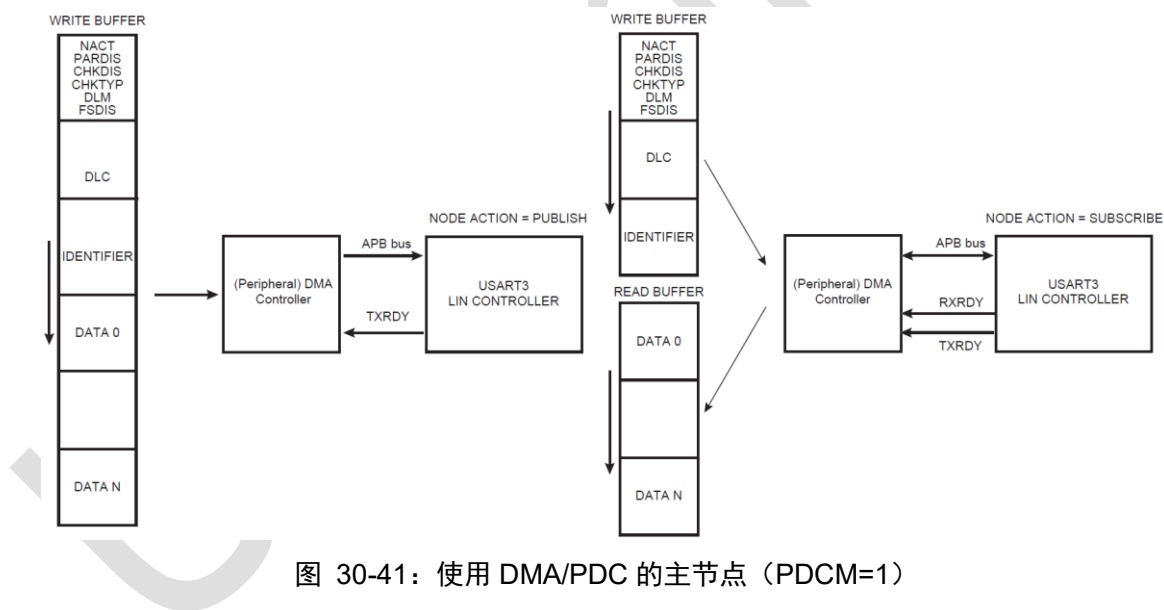 WRITE BUFFER
NACT
PARDIS
CHKDIS
CHKTYP
DLM
FSDIS
DLC
IDENTIFIER
DATA 0
DATA N
(Peripheral) DMA
Controller
APB bus
TXRDY
NODE ACTION = PUBLISH
USART3
LIN CONTROLLER
WRITE BUFFER
NACT
PARDIS
CHKDIS
CHKTYP
DLM
FSDIS
DLC
IDENTIFIER
READ BUFFER
DATA 0
DATA N
(Peripheral) DMA
Controller
APB bus
RXRDY
TXRDY
NODE ACTION = SUBSCRIBE
USART3
LIN CONTROLLER
图 30-41：使用 DMA/PDC 的主节点（PDCM=1）